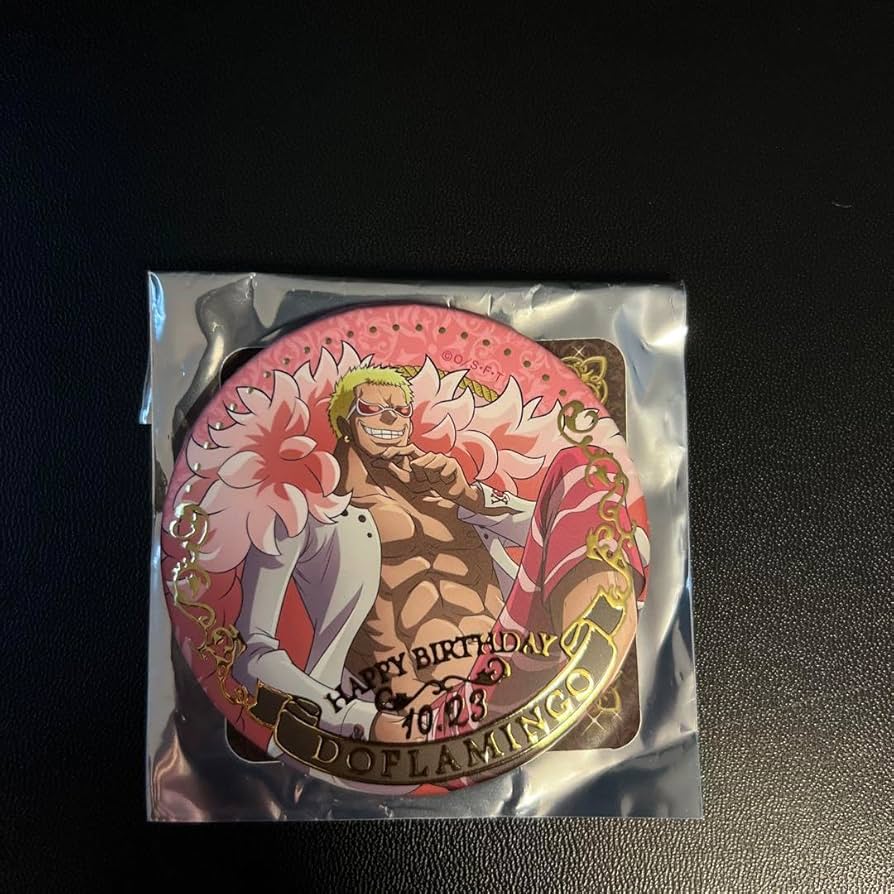 ©O/S・F・T
HAPPY BIRTHDAY
10.23
DOFLAMINGO